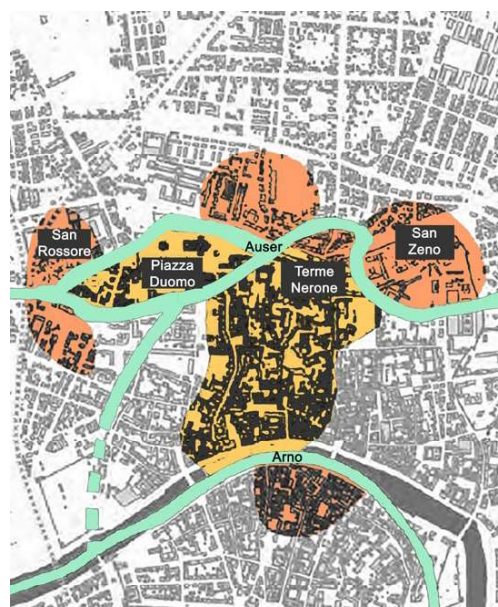 San
Rossore
Piazza
Duomo
Auser
Terme
Nerone
San
Zeno
Arno